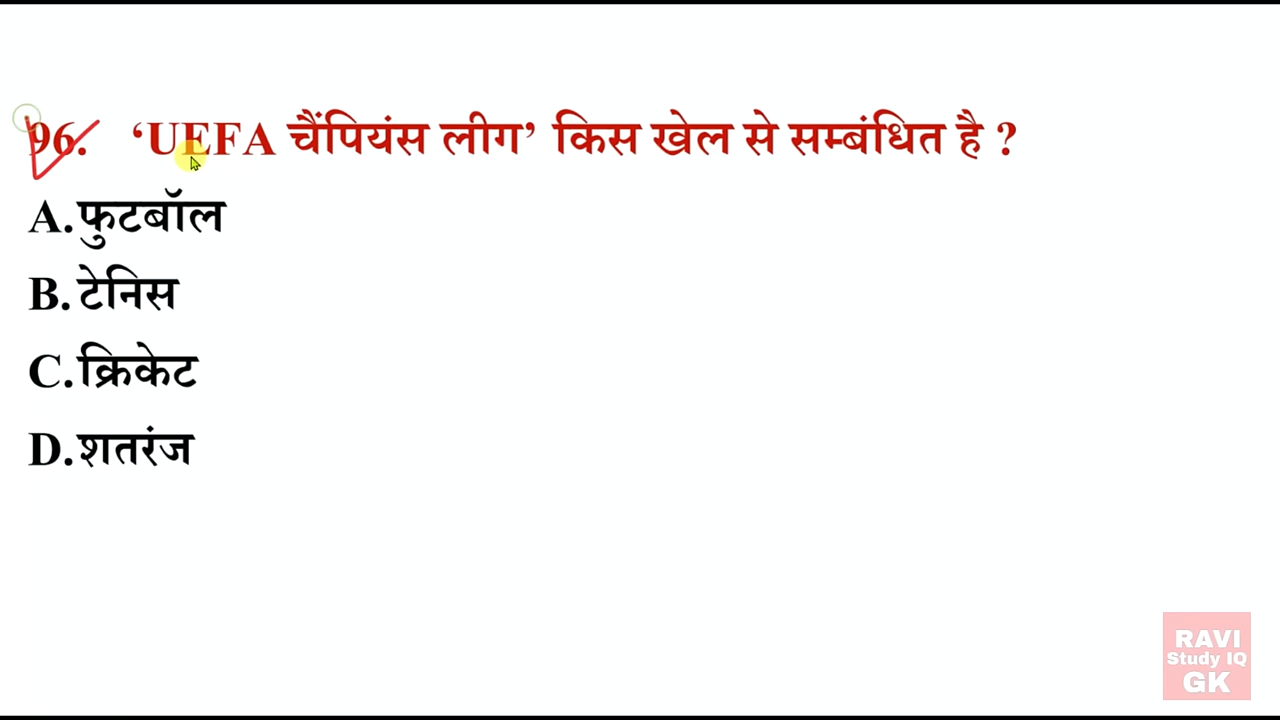 96. ‘UEFA चैंपियंस लीग’ किस खेल से सम्बंधित है ?
A. फुटबॉल
B. टेनिस
C. क्रिकेट
D. शतरंज
RAVI
Study IQ
GK